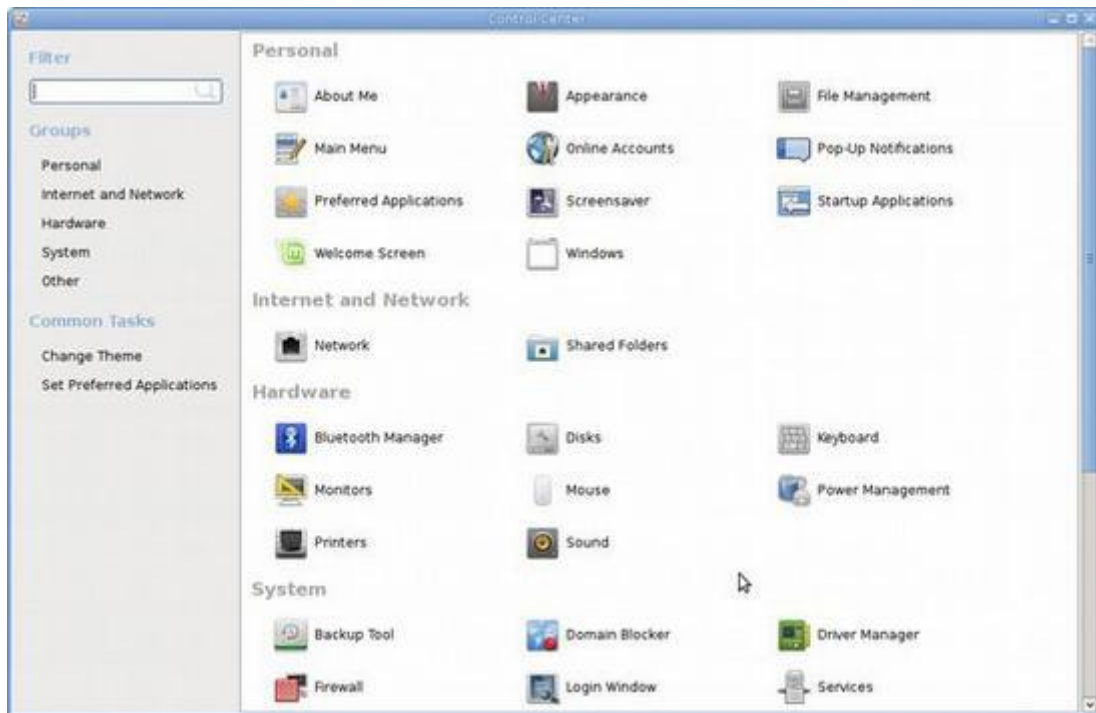 Control Center
Filter
Groups
Personal
Internet and Network
Hardware
System
Other
Common Tasks
Change Theme
Set Preferred Applications
Personal
About Me Appearance File Management
Main Menu Online Accounts Pop-Up Notifications
Preferred Applications Screensaver Startup Applications
Welcome Screen Windows
Internet and Network
Network Shared Folders
Hardware
Bluetooth Manager Disks Keyboard
Monitors Mouse Power Management
Printers Sound
System
Backup Tool Domain Blocker Driver Manager
Firewall Login Window Services